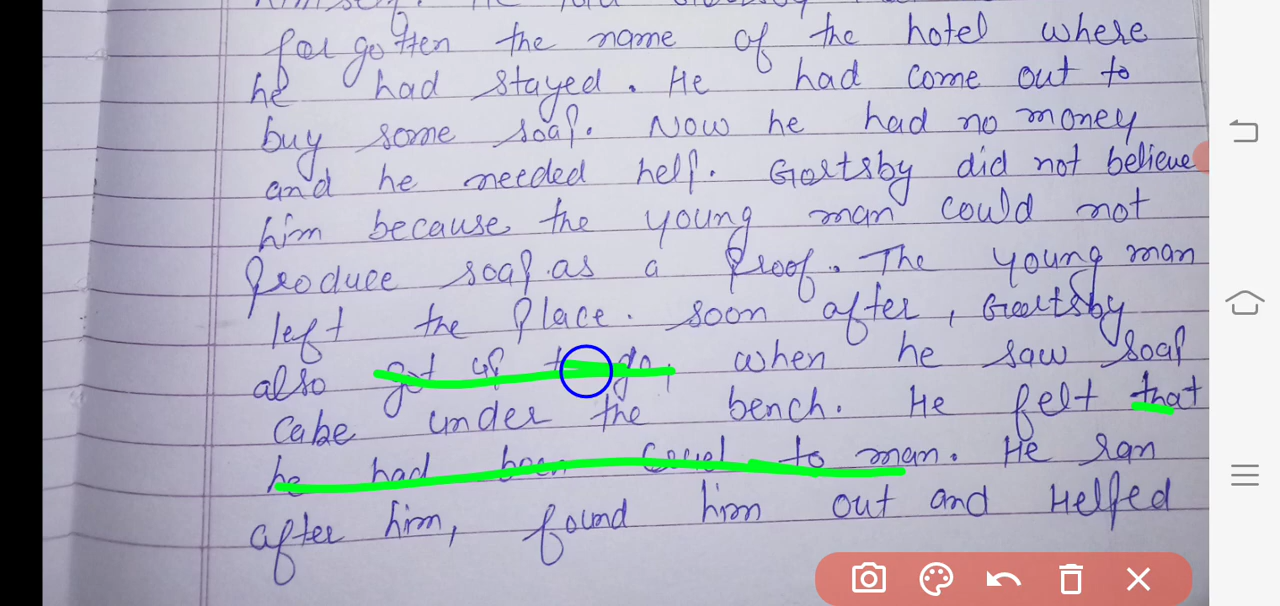 forgotten the name of the hotel where
he had stayed. He had come out to
buy some soap. Now he had no money
and he needed help. Gortsby did not believe
him because the young man could not
produce soap as a proof. The young man
left the place. soon after, Gortsby
also got up to go, when he saw soap
cake under the bench. He felt that
he had been cruel to man. He ran
after him, found him out and Helped